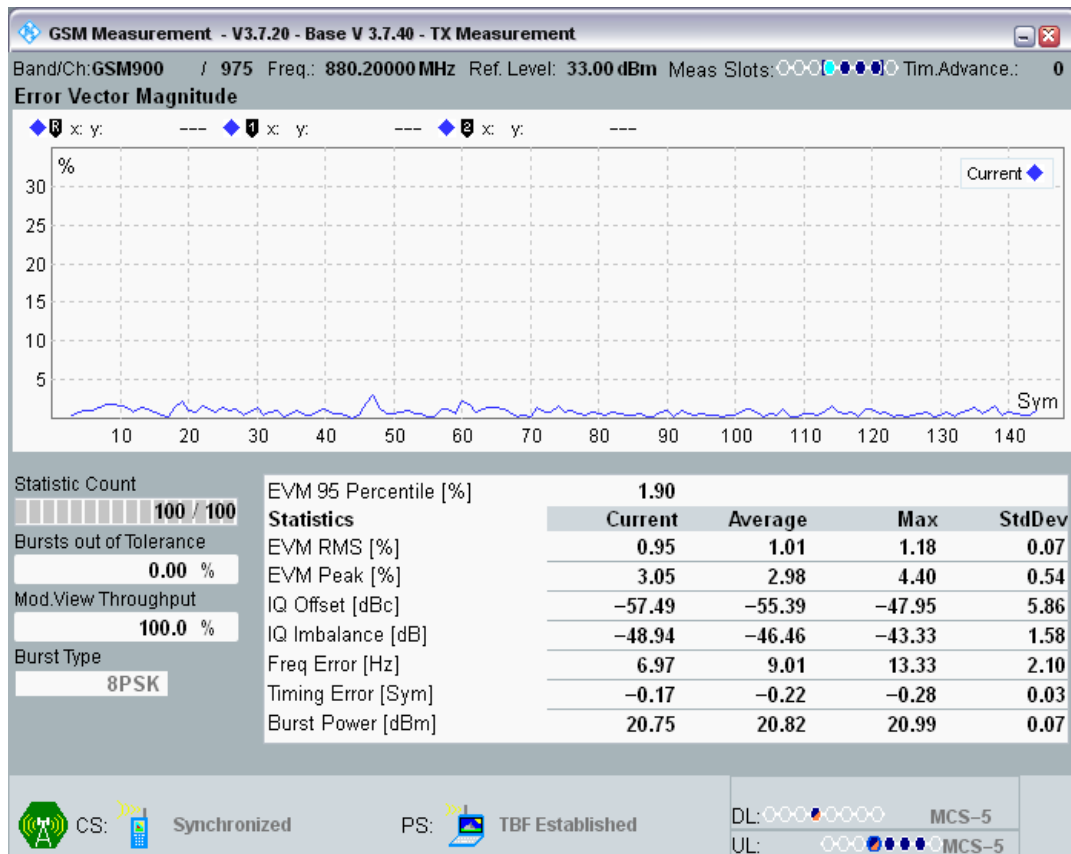 GSM Measurement - V3.7.20 - Base V 3.7.40 - TX Measurement
Band/Ch:GSM900 / 975 Freq.: 880.20000 MHz Ref. Level: 33.00 dBm Meas Slots: Tim.Advance.: 0
Error Vector Magnitude
R x: y: --- 1 x: y: --- 2 x: y: ---
%
Current
30
25
20
15
10
5
Sym
10 20 30 40 50 60 70 80 90 100 110 120 130 140
Statistic Count
100 / 100
Bursts out of Tolerance
0.00 %
Mod.View Throughput
100.0 %
Burst Type
8PSK
EVM 95 Percentile [%] 1.90
Statistics Current Average Max StdDev
EVM RMS [%] 0.95 1.01 1.18 0.07
EVM Peak [%] 3.05 2.98 4.40 0.54
IQ Offset [dBc] −57.49 −55.39 −47.95 5.86
IQ Imbalance [dB] −48.94 −46.46 −43.33 1.58
Freq Error [Hz] 6.97 9.01 13.33 2.10
Timing Error [Sym] −0.17 −0.22 −0.28 0.03
Burst Power [dBm] 20.75 20.82 20.99 0.07
CS: Synchronized PS: TBF Established
DL: MCS−5
UL: MCS−5